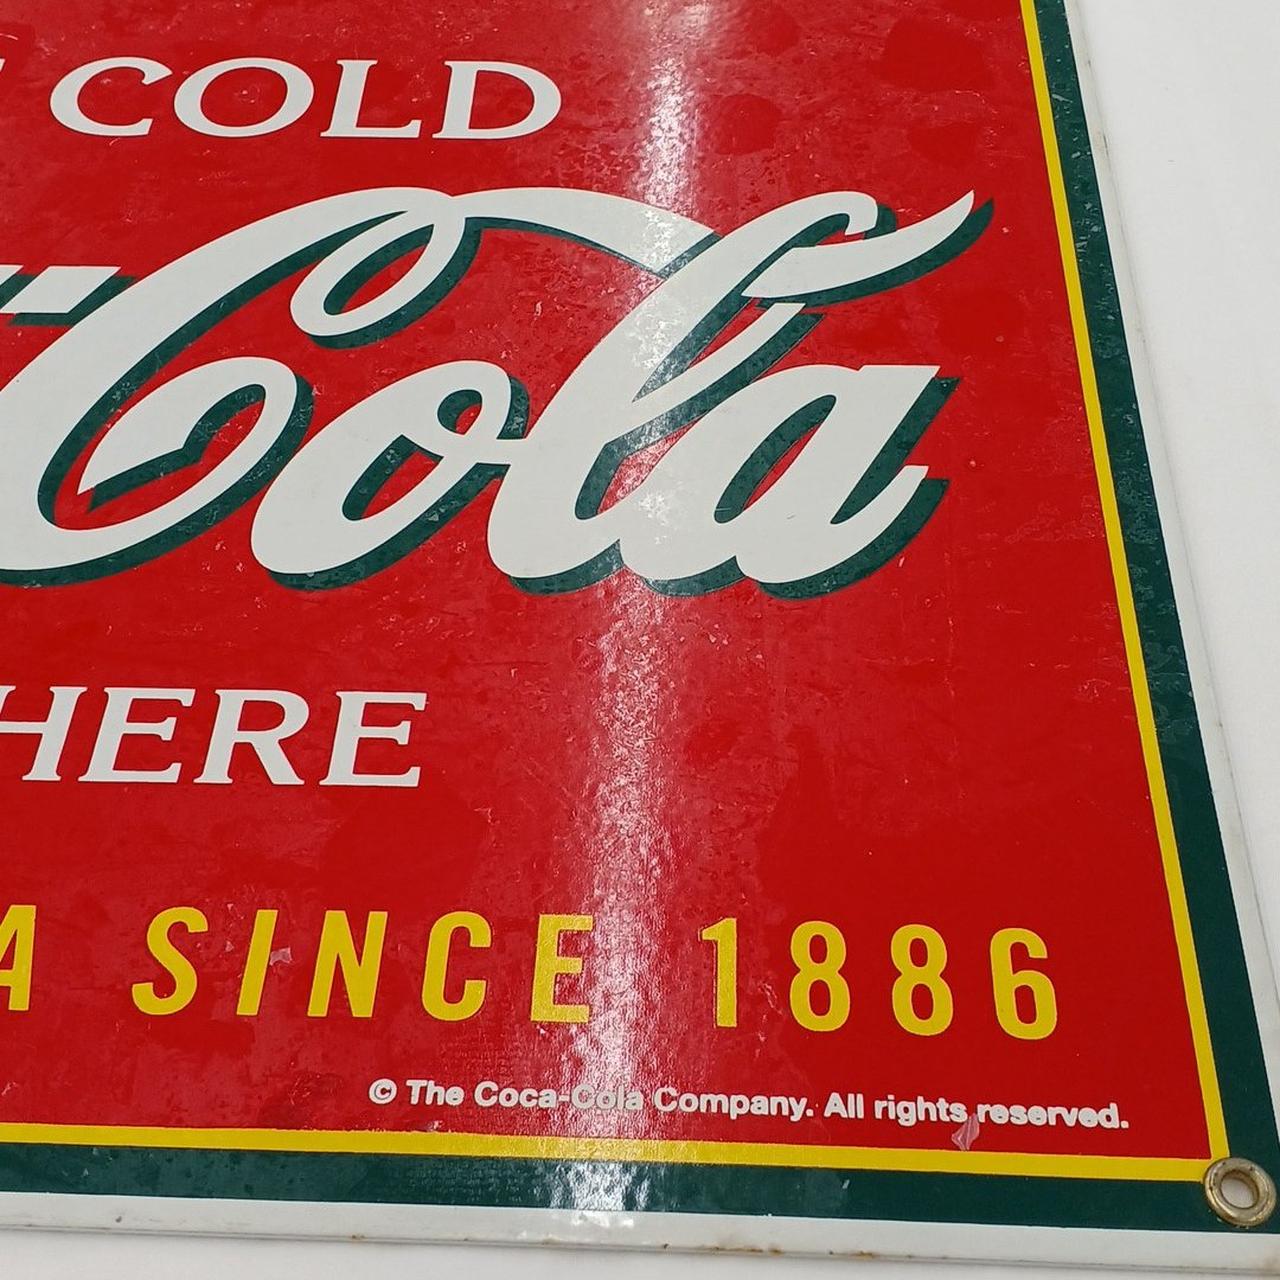 COLD
-Cola
HERE
A SINCE 1886
© The Coca-Cola Company. All rights reserved.